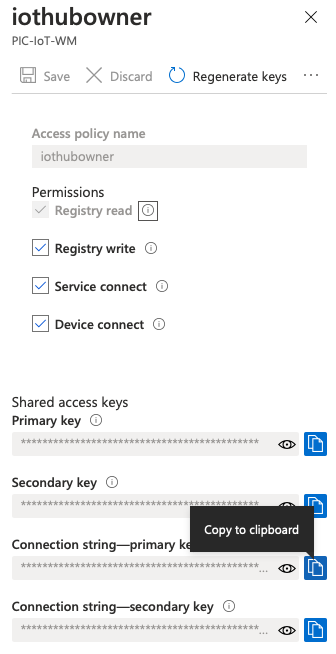 iothubowner
PIC-IoT-WM
Save Discard Regenerate keys ...
Access policy name
iothubowner
Permissions
Registry read
Registry write
Service connect
Device connect
Shared access keys
Primary key
*********************************************
Secondary key
*********************************************
Copy to clipboard
Connection string—primary
*********************************************...
Connection string—secondary key
*********************************************...